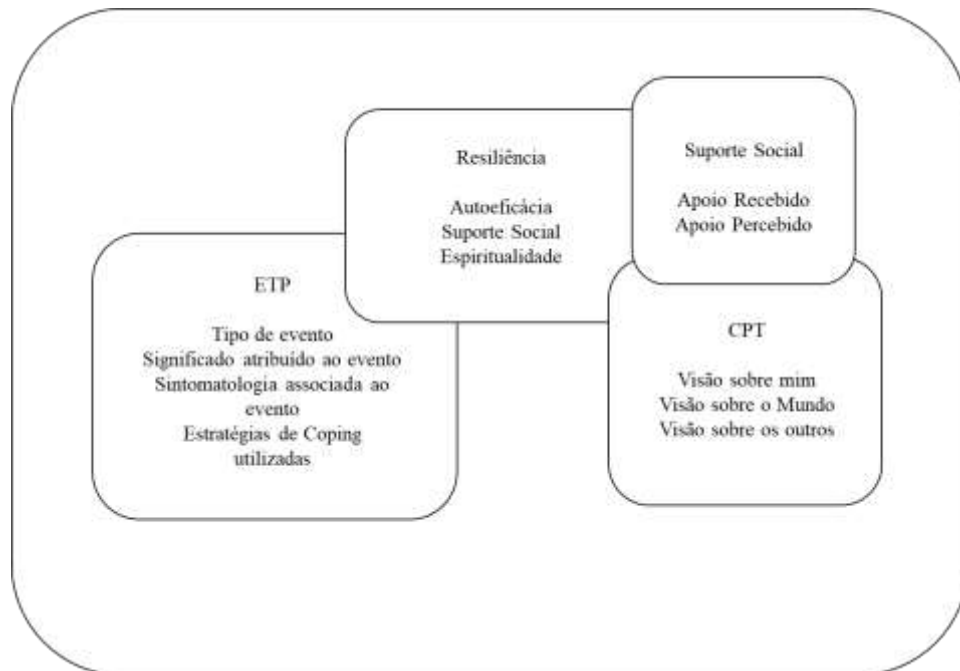 Resiliência
Autoeficácia
Suporte Social
Espiritualidade
Suporte Social
Apoio Recebido
Apoio Percebido
ETP
Tipo de evento
Significado atribuído ao evento
Sintomatologia associada ao
evento
Estratégias de Coping
utilizadas
CPT
Visão sobre mim
Visão sobre o Mundo
Visão sobre os outros